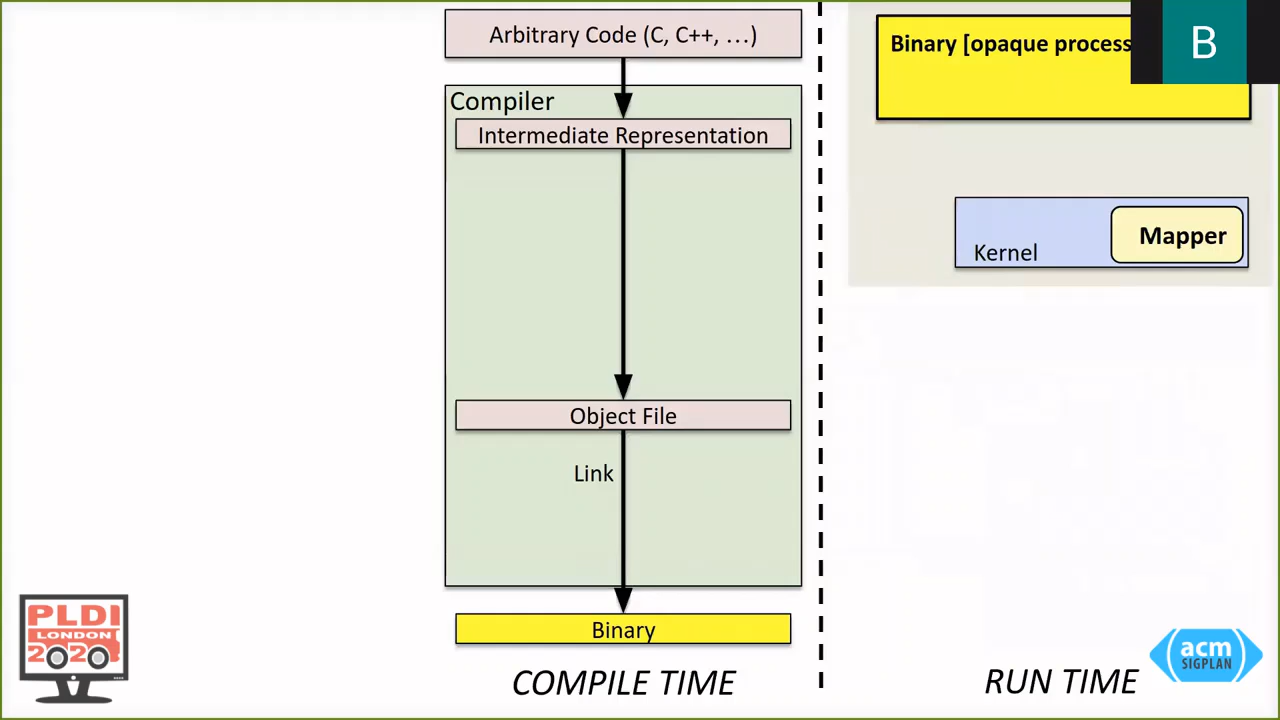 Arbitrary Code (C, C++, …)
Compiler
Intermediate Representation
Object File
Link
Binary
COMPILE TIME
Binary [opaque process
B
Kernel
Mapper
RUN TIME
PLDI
LONDON
2020
acm
SIGPLAN